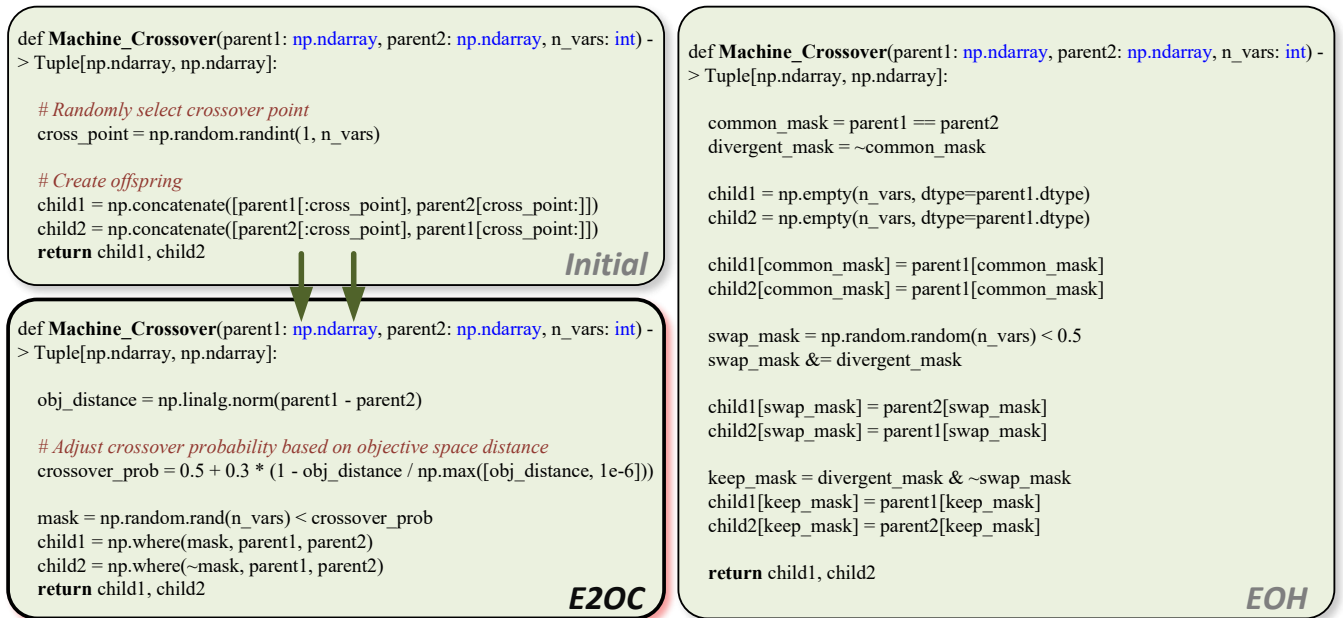 def Machine_Crossover(parent1: np.ndarray, parent2: np.ndarray, n_vars: int) -
> Tuple[np.ndarray, np.ndarray]:
# Randomly select crossover point
cross_point = np.random.randint(1, n_vars)
# Create offspring
child1 = np.concatenate([parent1[:cross_point], parent2[cross_point:]])
child2 = np.concatenate([parent2[:cross_point], parent1[cross_point:]])
return child1, child2
Initial
def Machine_Crossover(parent1: np.ndarray, parent2: np.ndarray, n_vars: int) -
> Tuple[np.ndarray, np.ndarray]:
obj_distance = np.linalg.norm(parent1 - parent2)
# Adjust crossover probability based on objective space distance
crossover_prob = 0.5 + 0.3 * (1 - obj_distance / np.max([obj_distance, 1e-6]))
mask = np.random.rand(n_vars) < crossover_prob
child1 = np.where(mask, parent1, parent2)
child2 = np.where(~mask, parent1, parent2)
return child1, child2
E2OC
def Machine_Crossover(parent1: np.ndarray, parent2: np.ndarray, n_vars: int) -
> Tuple[np.ndarray, np.ndarray]:
common_mask = parent1 == parent2
divergent_mask = ~common_mask
child1 = np.empty(n_vars, dtype=parent1.dtype)
child2 = np.empty(n_vars, dtype=parent1.dtype)
child1[common_mask] = parent1[common_mask]
child2[common_mask] = parent1[common_mask]
swap_mask = np.random.random(n_vars) < 0.5
swap_mask &= divergent_mask
child1[swap_mask] = parent2[swap_mask]
child2[swap_mask] = parent1[swap_mask]
keep_mask = divergent_mask & ~swap_mask
child1[keep_mask] = parent1[keep_mask]
child2[keep_mask] = parent2[keep_mask]
return child1, child2
EOH